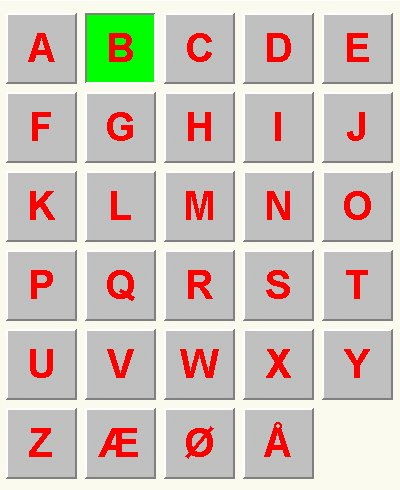 A B C D E
F G H I J
K L M N O
P Q R S T
U V W X Y
Z Æ Ø Å